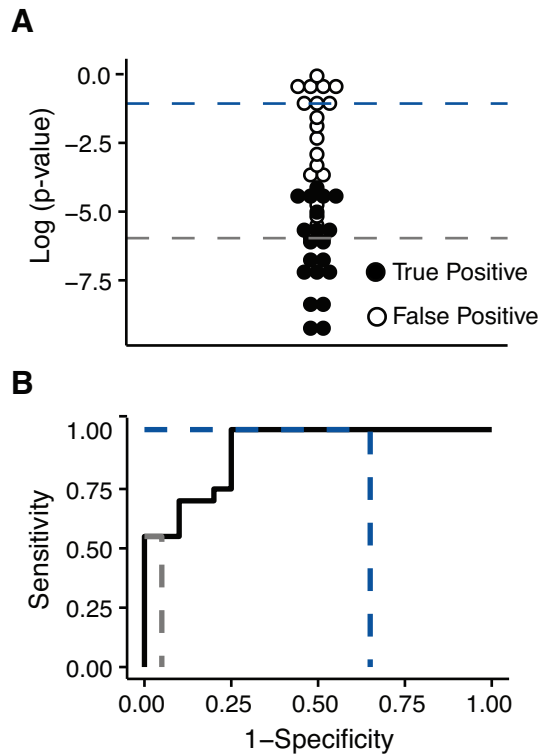 A
Log (p-value)
0.0
−2.5
−5.0
−7.5
True Positive
False Positive
B
Sensitivity
1.00
0.75
0.50
0.25
0.00
0.00 0.25 0.50 0.75 1.00
1−Specificity